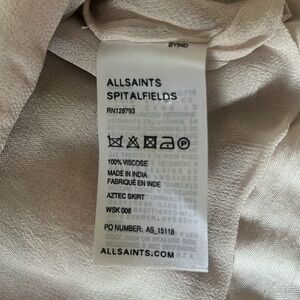 BYIND
ALLSAINTS
SPITALFIELDS
RN128793
P
100% VISCOSE
MADE IN INDIA
FABRIQUÉ EN INDE
AZTEC SKIRT
WSK 006
PO NUMBER: AS_15118
ALLSAINTS.COM